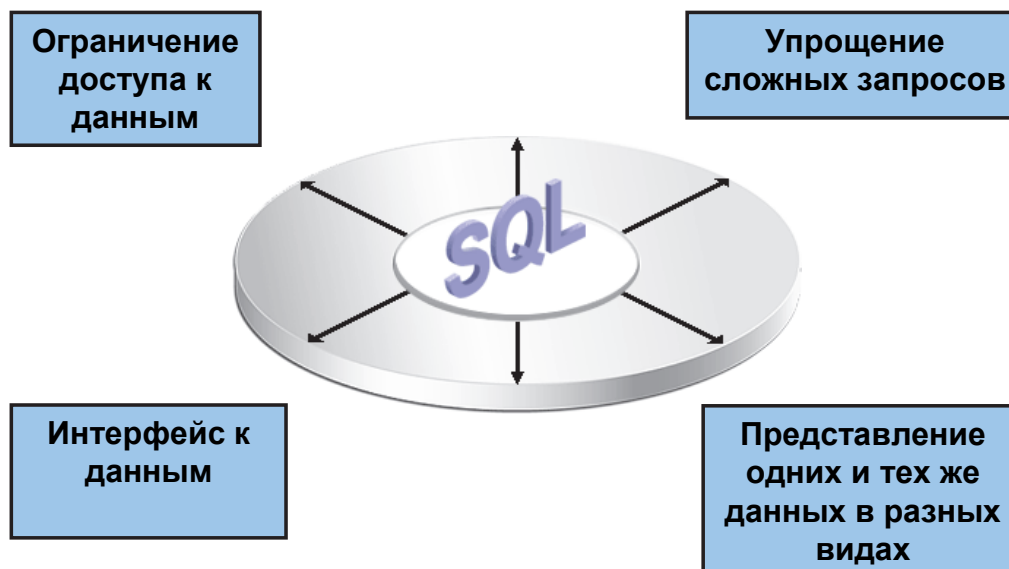 Ограничение
доступа к
данным
Упрощение
сложных запросов
SQL
Интерфейс к
данным
Представление
одних и тех же
данных в разных
видах